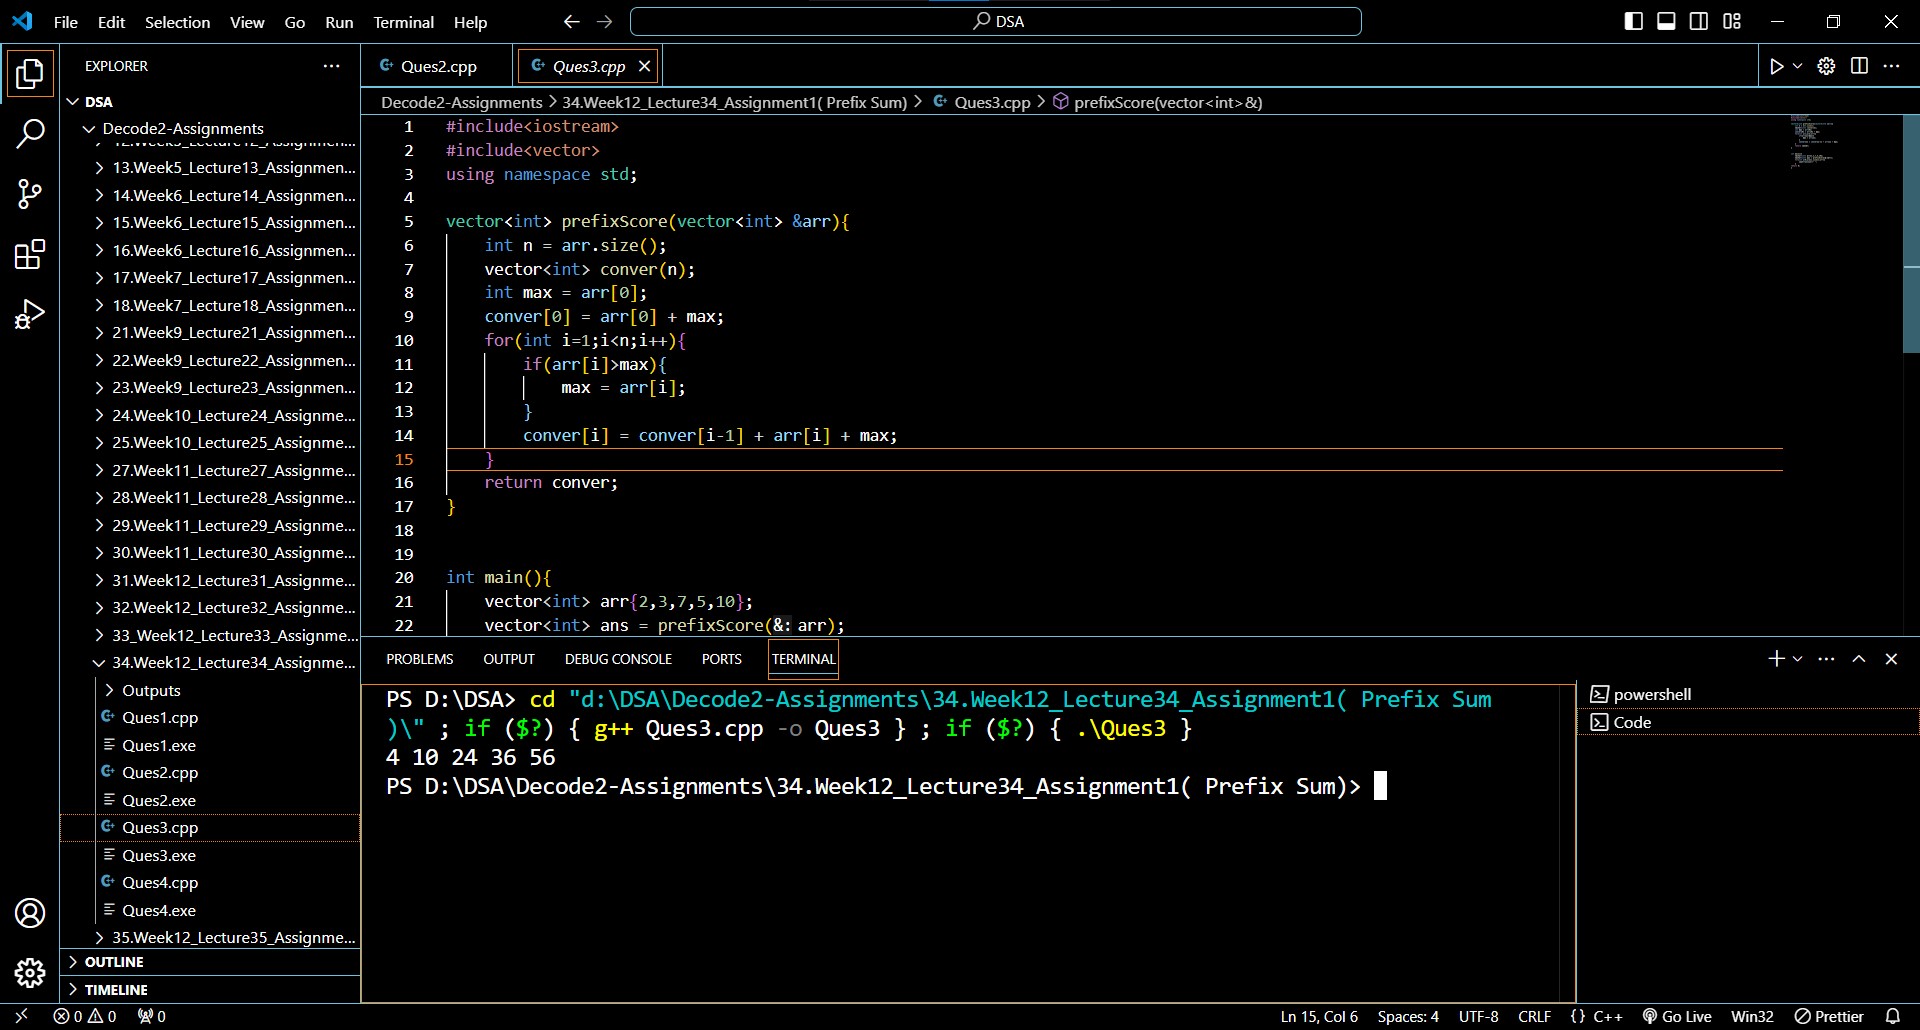 File Edit Selection View Go Run Terminal Help DSA
EXPLORER
DSA
Decode2-Assignments
13.Week5_Lecture13_Assignmen...
14.Week6_Lecture14_Assignmen...
15.Week6_Lecture15_Assignmen...
16.Week6_Lecture16_Assignmen...
17.Week7_Lecture17_Assignmen...
18.Week7_Lecture18_Assignmen...
21.Week9_Lecture21_Assignmen...
22.Week9_Lecture22_Assignmen...
23.Week9_Lecture23_Assignmen...
24.Week10_Lecture24_Assignme...
25.Week10_Lecture25_Assignme...
27.Week11_Lecture27_Assignme...
28.Week11_Lecture28_Assignme...
29.Week11_Lecture29_Assignme...
30.Week11_Lecture30_Assignme...
31.Week12_Lecture31_Assignme...
32.Week12_Lecture32_Assignme...
33_Week12_Lecture33_Assignme...
34.Week12_Lecture34_Assignme...
Outputs
Ques1.cpp
Ques1.exe
Ques2.cpp
Ques2.exe
Ques3.cpp
Ques3.exe
Ques4.cpp
Ques4.exe
35.Week12_Lecture35_Assignme...
OUTLINE
TIMELINE
Ques2.cpp Ques3.cpp
Decode2-Assignments > 34.Week12_Lecture34_Assignment1( Prefix Sum) > Ques3.cpp > prefixScore(vector<int>&)
1 #include<iostream>
2 #include<vector>
3 using namespace std;
4
5 vector<int> prefixScore(vector<int> &arr){
6 int n = arr.size();
7 vector<int> conver(n);
8 int max = arr[0];
9 conver[0] = arr[0] + max;
10 for(int i=1;i<n;i++){
11 if(arr[i]>max){
12 max = arr[i];
13 }
14 conver[i] = conver[i-1] + arr[i] + max;
15 }
16 return conver;
17 }
18
19
20 int main(){
21 vector<int> arr{2,3,7,5,10};
22 vector<int> ans = prefixScore(&: arr);
PROBLEMS OUTPUT DEBUG CONSOLE PORTS TERMINAL
PS D:\DSA> cd "d:\DSA\Decode2-Assignments\34.Week12_Lecture34_Assignment1( Prefix Sum
)\" ; if ($?) { g++ Ques3.cpp -o Ques3 } ; if ($?) { .\Ques3 }
4 10 24 36 56
PS D:\DSA\Decode2-Assignments\34.Week12_Lecture34_Assignment1( Prefix Sum)>
powershell
Code
0 0 0 Ln 15, Col 6 Spaces: 4 UTF-8 CRLF {} C++ Go Live Win32 Prettier